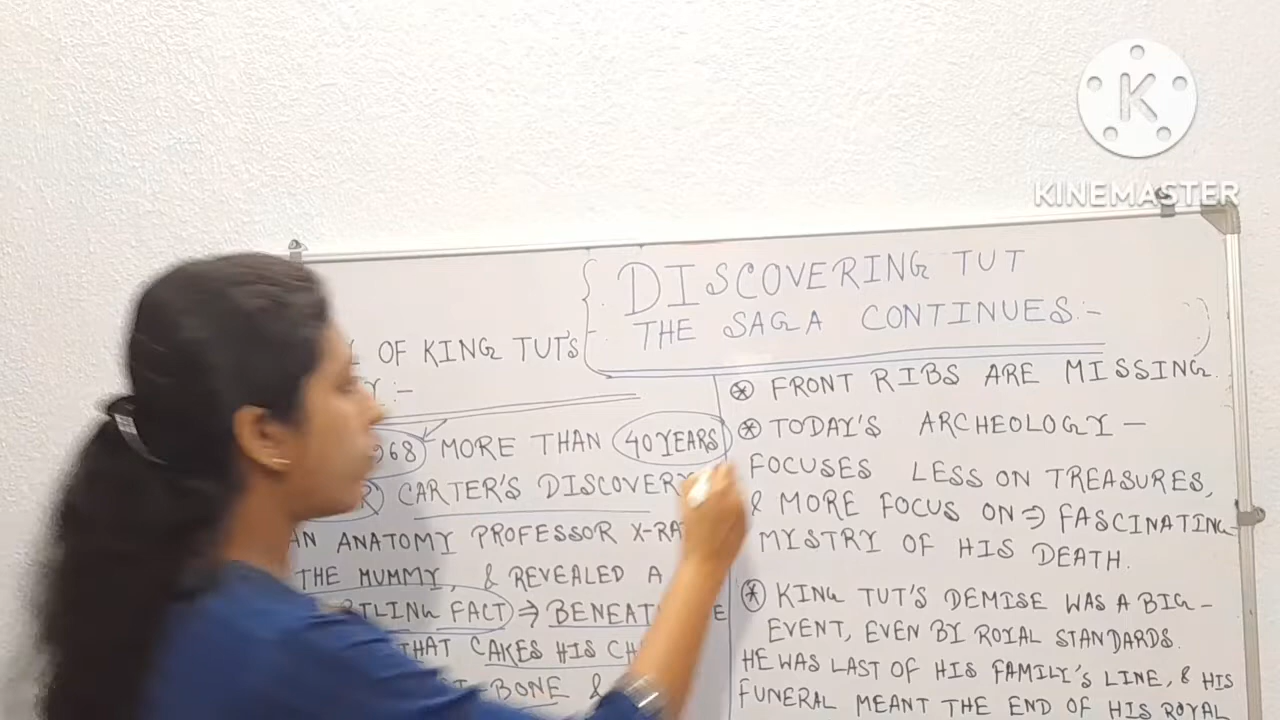 K
KINEMASTER
DISCOVERING TUT
THE SAGA CONTINUES:-
OF KING TUT'S
:-
968 MORE THAN 40 YEARS
CARTER'S DISCOVERY
AN ANATOMY PROFESSOR X-RA
THE MUMMY, & REVEALED A
TLING FACT ⇒ BENEAT E
THAT CAKES HIS CH
BONE &
⊛ FRONT RIBS ARE MISSING.
⊛ TODAY'S ARCHEOLOGY —
FOCUSES LESS ON TREASURES,
& MORE FOCUS ON ⇒ FASCINATING
MYSTRY OF HIS DEATH.
⊛ KING TUT'S DEMISE WAS A BIG-
EVENT, EVEN BY ROYAL STANDARDS.
HE WAS LAST OF HIS FAMILY'S LINE, & HIS
FUNERAL MEANT THE END OF HIS ROYAL